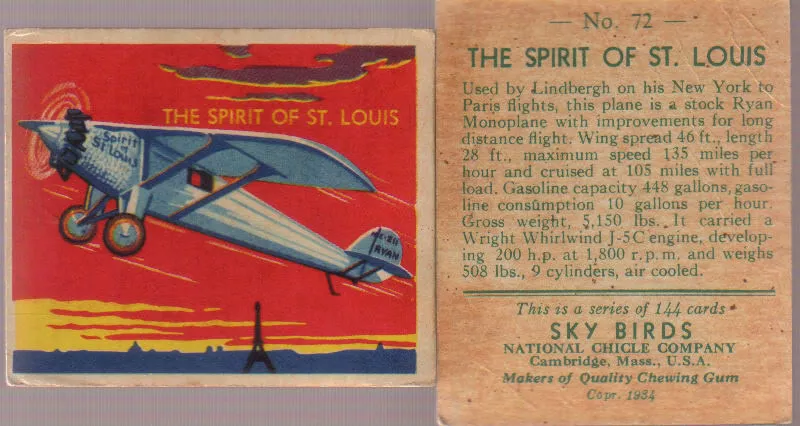 THE SPIRIT OF ST. LOUIS
Spirit
of
St. Louis
RYAN
— No. 72 —
THE SPIRIT OF ST. LOUIS
Used by Lindbergh on his New York to
Paris flights, this plane is a stock Ryan
Monoplane with improvements for long
distance flight. Wing spread 46 ft., length
28 ft., maximum speed 135 miles per
hour and cruised at 105 miles with full
load. Gasoline capacity 448 gallons, gaso-
line consumption 10 gallons per hour.
Gross weight, 5,150 lbs. It carried a
Wright Whirlwind J-5C engine, develop-
ing 200 h.p. at 1,800 r.p.m. and weighs
508 lbs., 9 cylinders, air cooled.
This is a series of 144 cards
SKY BIRDS
NATIONAL CHICLE COMPANY
Cambridge, Mass., U.S.A.
Makers of Quality Chewing Gum
Copr. 1934